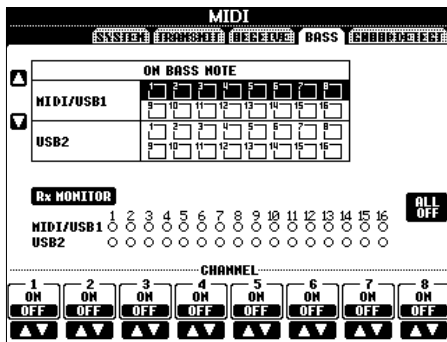 MIDI
SYSTEM TRANSMIT RECEIVE BASS CHORD DETECT
ON BASS NOTE
MIDI/USB1
1 2 3 4 5 6 7 8
9 10 11 12 13 14 15 16
USB2
1 2 3 4 5 6 7 8
9 10 11 12 13 14 15 16
Rx MONITOR
ALL OFF
1 2 3 4 5 6 7 8 9 10 11 12 13 14 15 16
MIDI/USB1
USB2
CHANNEL
1 2 3 4 5 6 7 8
ON ON ON ON ON ON ON ON
OFF OFF OFF OFF OFF OFF OFF OFF